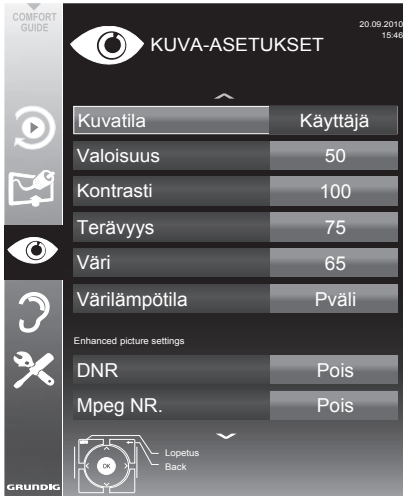 COMFORT
GUIDE
KUVA-ASETUKSET
20.09.2010
15:46
Kuvatila Käyttäjä
Valoisuus 50
Kontrasti 100
Terävyys 75
Väri 65
Värilämpötila Pväli
Enhanced picture settings
DNR Pois
Mpeg NR. Pois
Lopetus
Back
OK
GRUNDIG